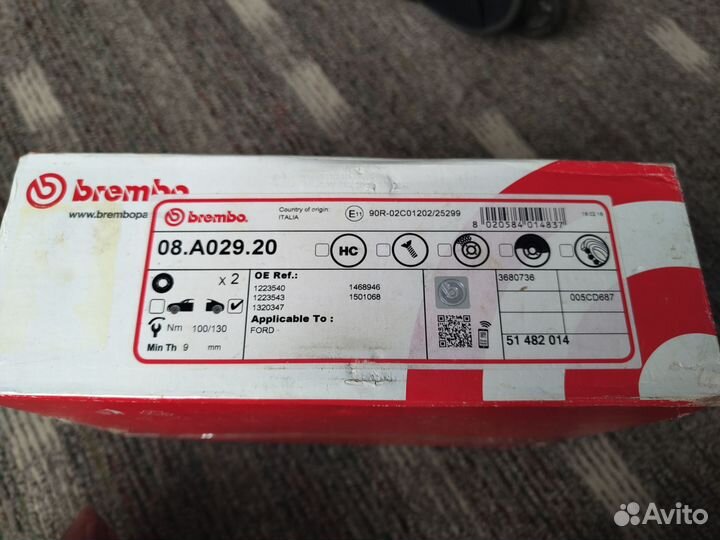 brembo
www.brembopa
brembo.
Country of origin:
ITALIA
E11
90R-02C01202/25299
8 020584 014837
08.A029.20
HC
x 2
OE Ref.:
1223540 1468946
1223543 1501068
1320347
Applicable To :
FORD
Nm 100/130
Min Th 9 mm
3680736
005CD687
51 482 014
Avito